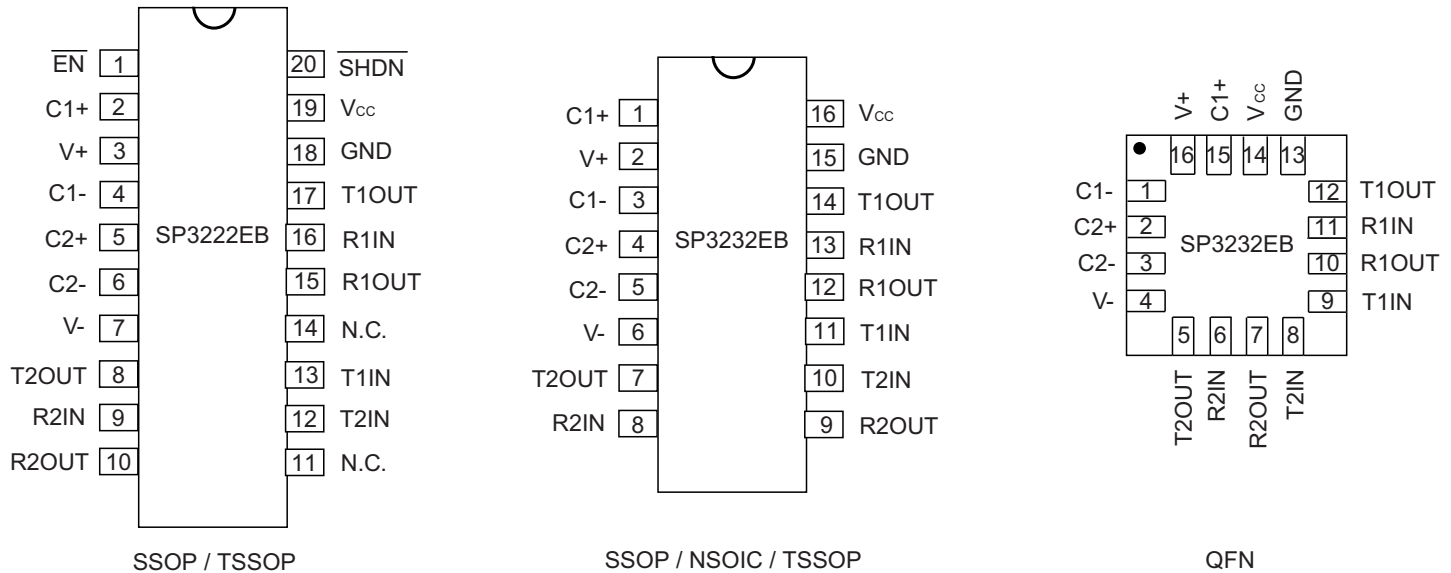 EN 1
C1+ 2
V+ 3
C1- 4
C2+ 5
C2- 6
V- 7
T2OUT 8
R2IN 9
R2OUT 10
SP3222EB
20 SHDN
19 Vcc
18 GND
17 T1OUT
16 R1IN
15 R1OUT
14 N.C.
13 T1IN
12 T2IN
11 N.C.
SSOP / TSSOP
C1+ 1
V+ 2
C1- 3
C2+ 4
C2- 5
V- 6
T2OUT 7
R2IN 8
SP3232EB
16 Vcc
15 GND
14 T1OUT
13 R1IN
12 R1OUT
11 T1IN
10 T2IN
9 R2OUT
SSOP / NSOIC / TSSOP
V+ C1+ Vcc GND
16 15 14 13
C1- 1
C2+ 2
C2- 3
V- 4
SP3232EB
12 T1OUT
11 R1IN
10 R1OUT
9 T1IN
5 6 7 8
T2OUT R2IN R2OUT T2IN
QFN